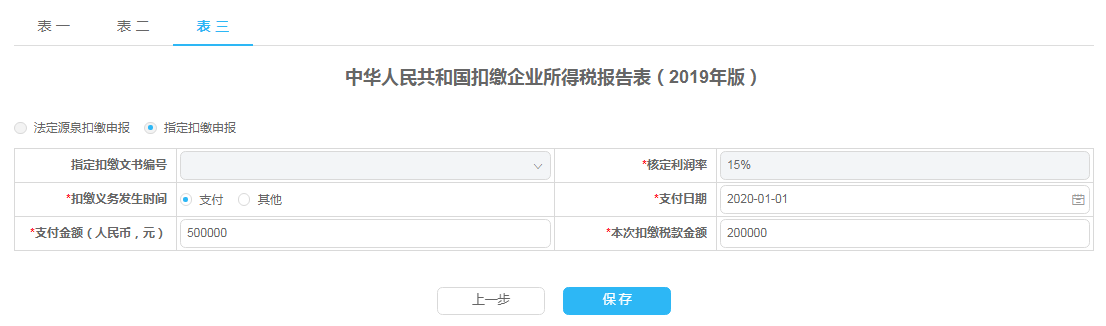 表一 表二 表三
中华人民共和国扣缴企业所得税报告表（2019年版）
法定源泉扣缴申报 指定扣缴申报
指定扣缴文书编号 *核定利润率 15%
*扣缴义务发生时间 支付 其他 *支付日期 2020-01-01
*支付金额（人民币，元） 500000 *本次扣缴税款金额 200000
上一步 保存